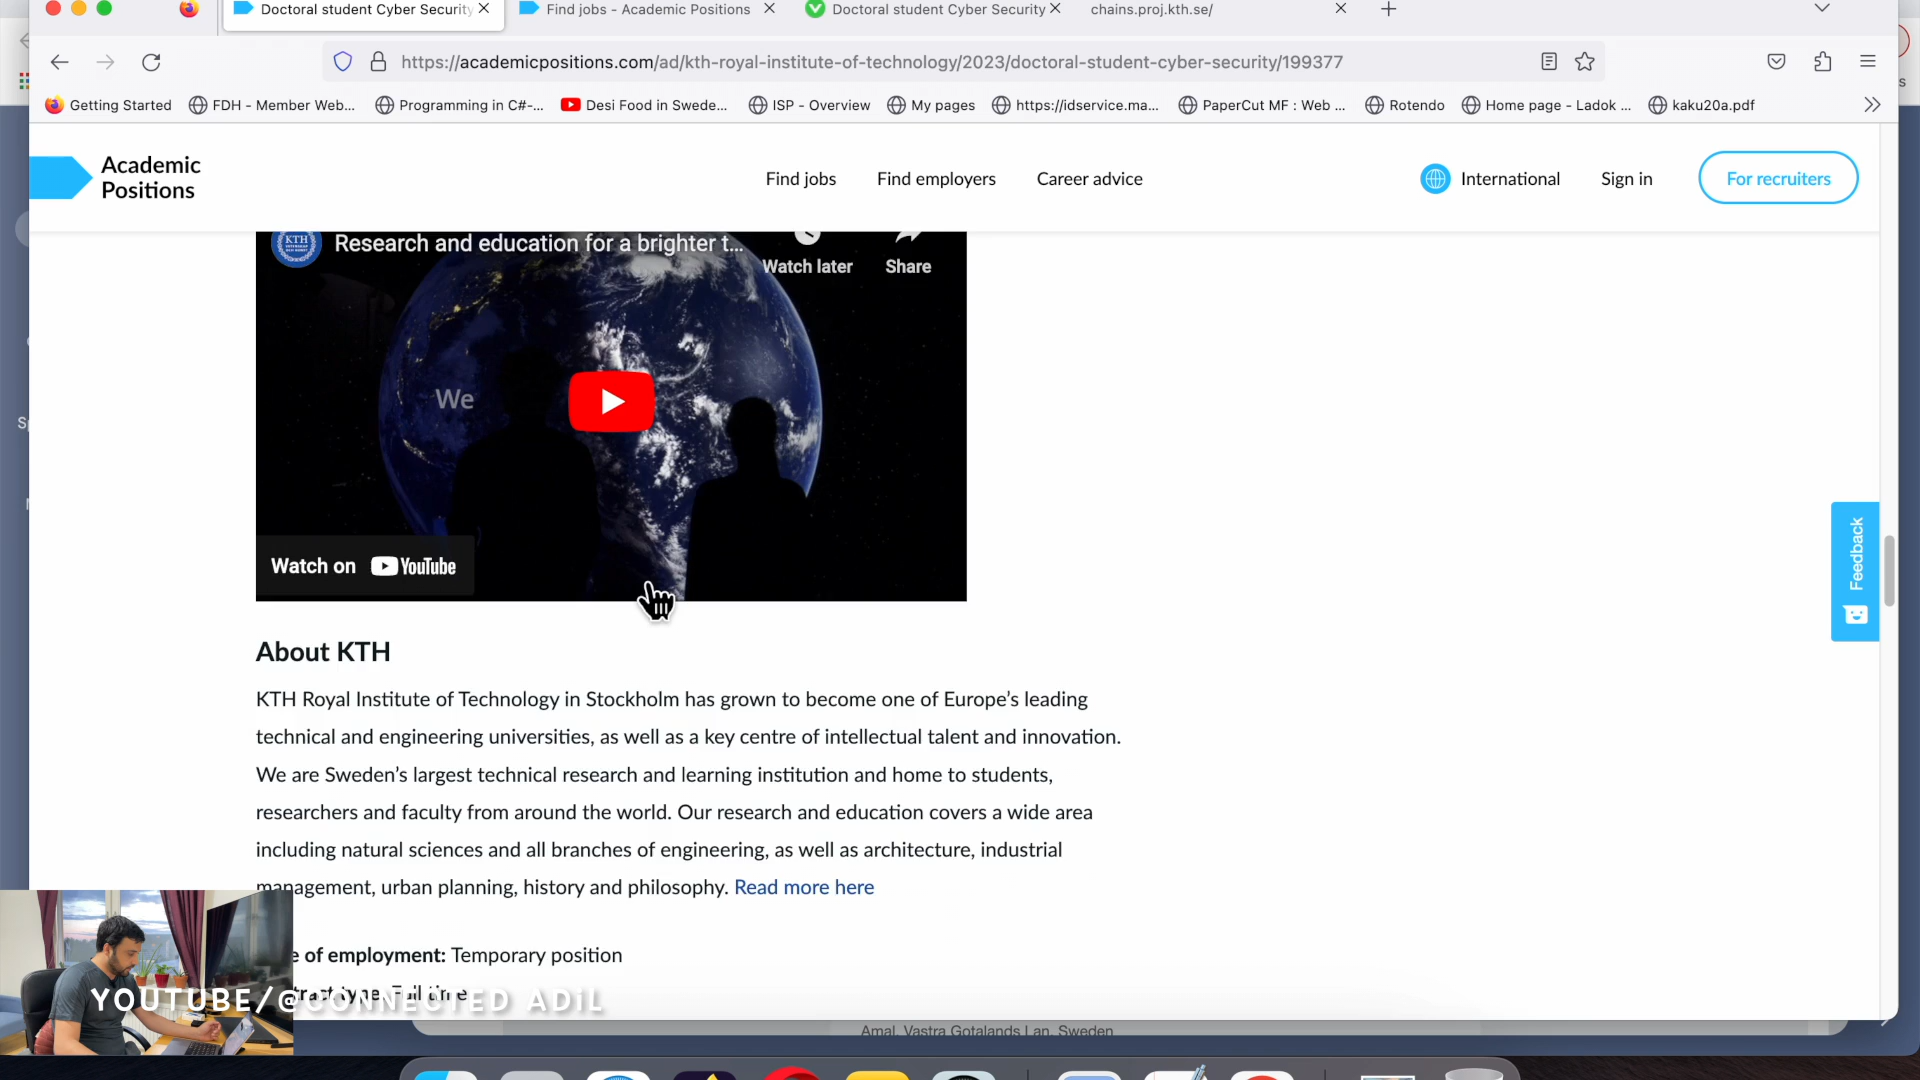 Doctoral student Cyber Security
Find jobs - Academic Positions
Doctoral student Cyber Security
chains.proj.kth.se/
https://academicpositions.com/ad/kth-royal-institute-of-technology/2023/doctoral-student-cyber-security/199377
Getting Started
FDH - Member Web...
Programming in C#-...
Desi Food in Swede...
ISP - Overview
My pages
https://idservice.ma...
PaperCut MF : Web ...
Rotendo
Home page - Ladok ...
kaku20a.pdf
Academic
Positions
Find jobs
Find employers
Career advice
International
Sign in
For recruiters
KTH
Research and education for a brighter t...
Watch later
Share
We
Watch on YouTube
Feedback
About KTH
KTH Royal Institute of Technology in Stockholm has grown to become one of Europe's leading
technical and engineering universities, as well as a key centre of intellectual talent and innovation.
We are Sweden's largest technical research and learning institution and home to students,
researchers and faculty from around the world. Our research and education covers a wide area
including natural sciences and all branches of engineering, as well as architecture, industrial
management, urban planning, history and philosophy. Read more here
e of employment: Temporary position
tract type: Full time
YOUTUBE/@CONNECTED ADiL
Amal, Vastra Gotalands Lan, Sweden